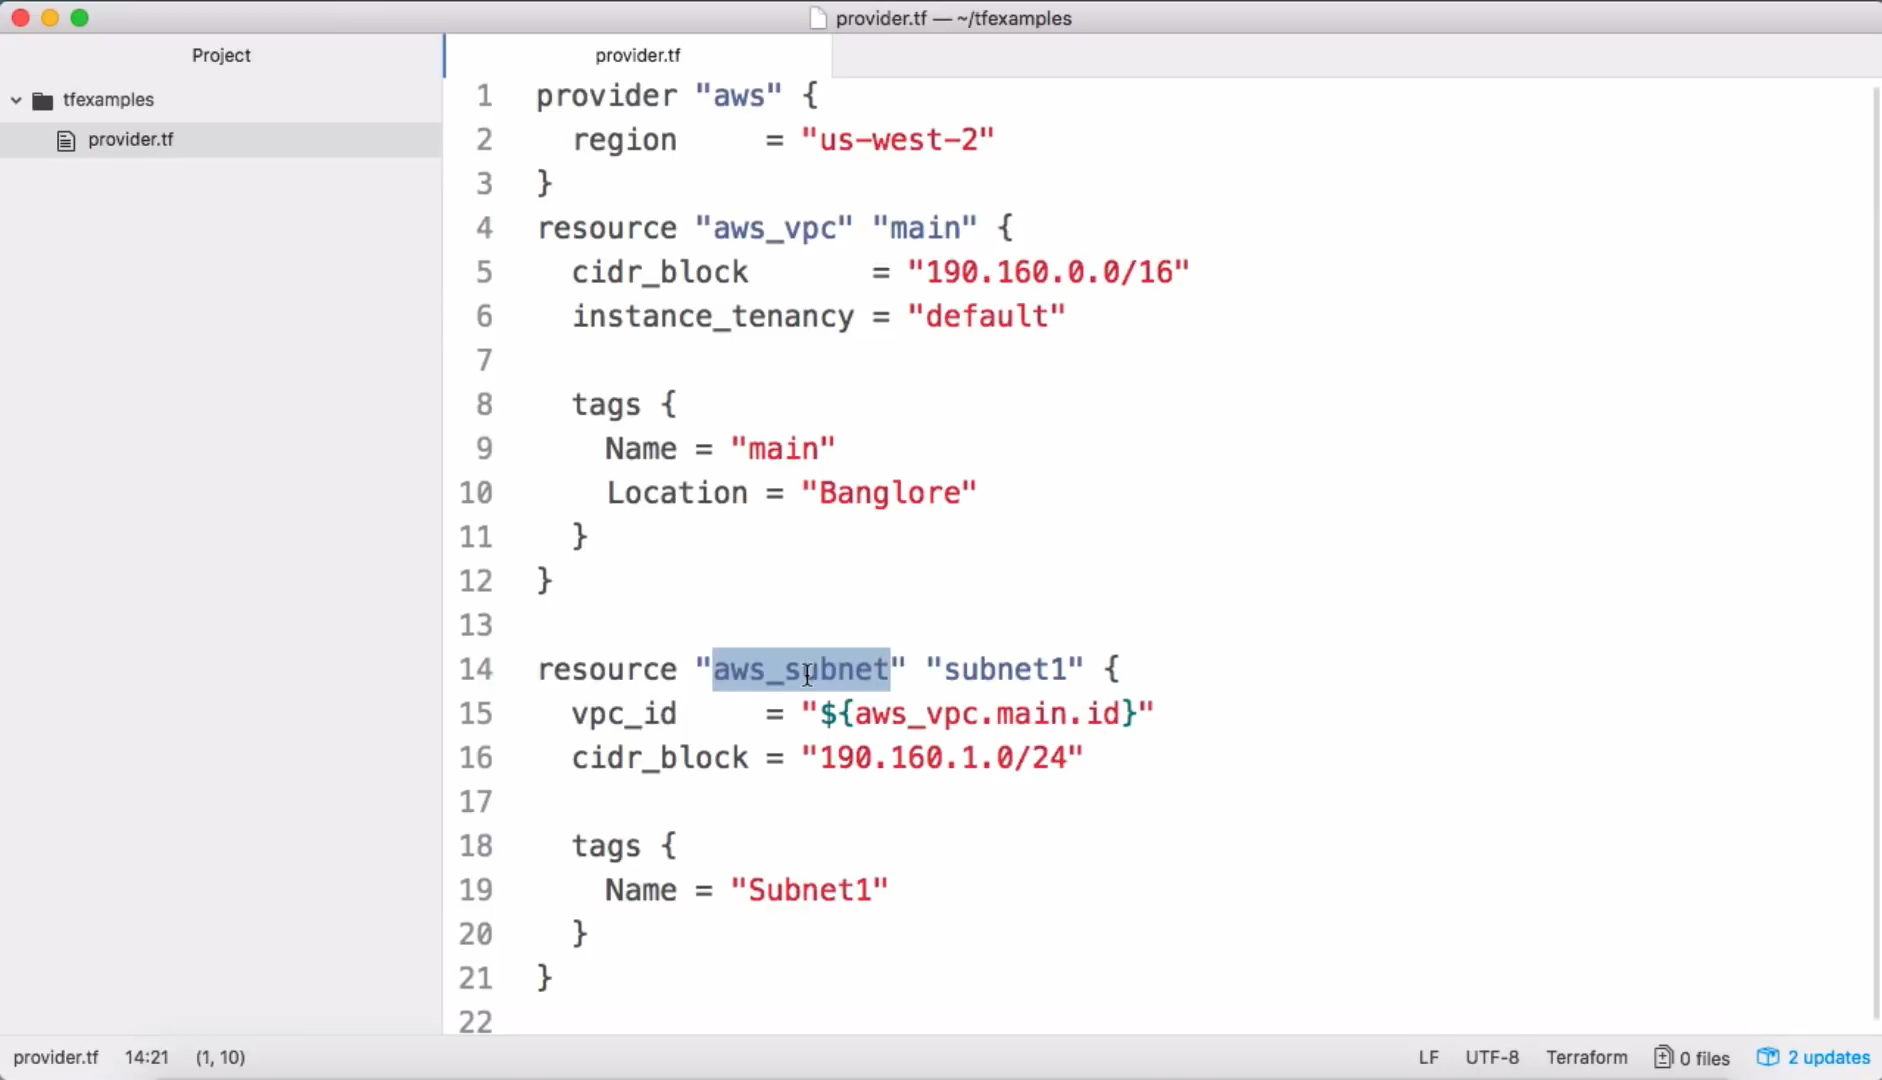 provider.tf — ~/tfexamples
Project
provider.tf
tfexamples
provider.tf
1 provider "aws" {
2   region     = "us-west-2"
3 }
4 resource "aws_vpc" "main" {
5   cidr_block       = "190.160.0.0/16"
6   instance_tenancy = "default"
7
8   tags {
9     Name = "main"
10     Location = "Banglore"
11   }
12 }
13
14 resource "aws_subnet" "subnet1" {
15   vpc_id     = "${aws_vpc.main.id}"
16   cidr_block = "190.160.1.0/24"
17
18   tags {
19     Name = "Subnet1"
20   }
21 }
22
provider.tf 14:21 (1, 10) LF UTF-8 Terraform 0 files 2 updates